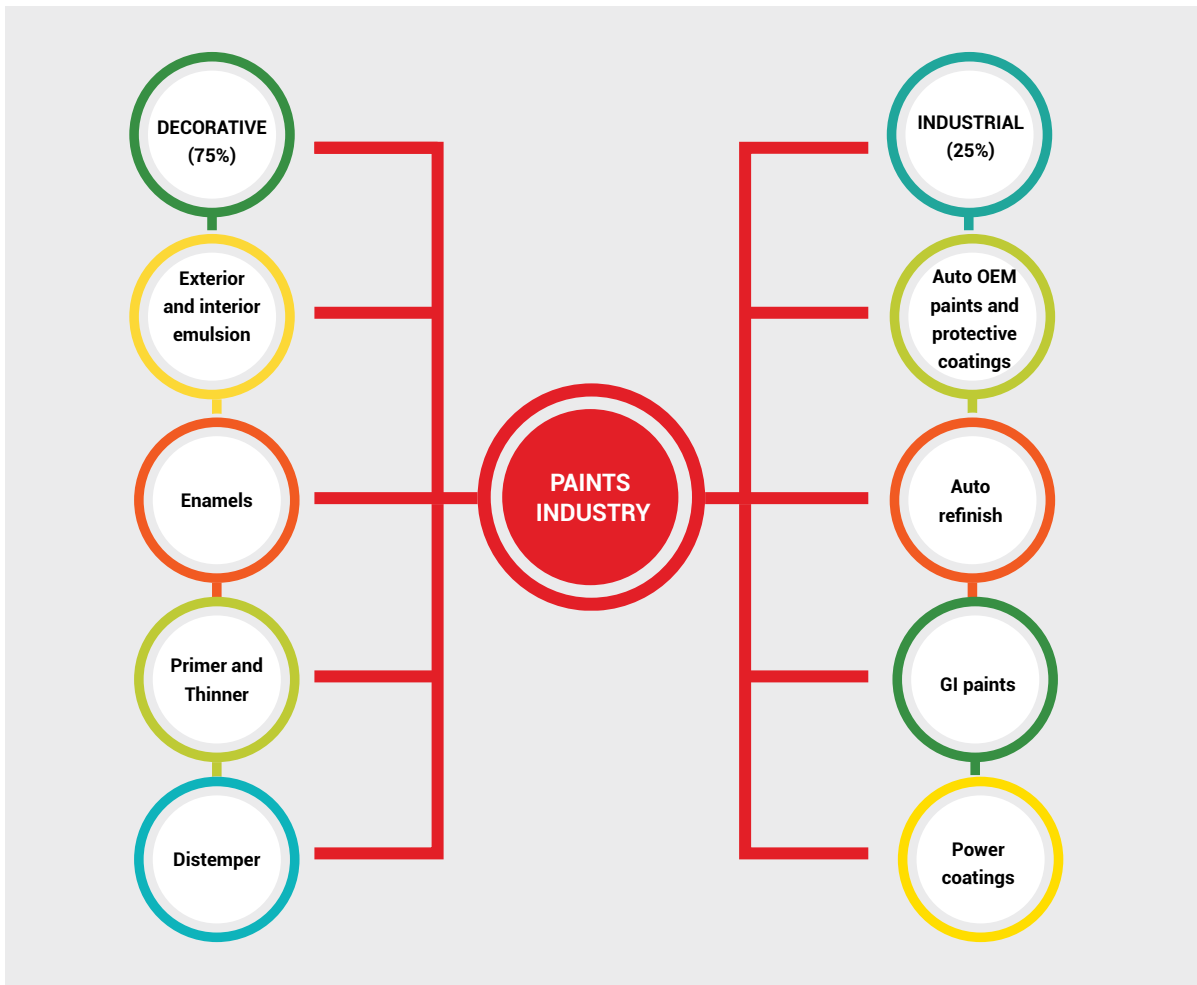 DECORATIVE
(75%)
Exterior
and interior
emulsion
Enamels
Primer and
Thinner
Distemper
PAINTS
INDUSTRY
INDUSTRIAL
(25%)
Auto OEM
paints and
protective
coatings
Auto
refinish
GI paints
Power
coatings